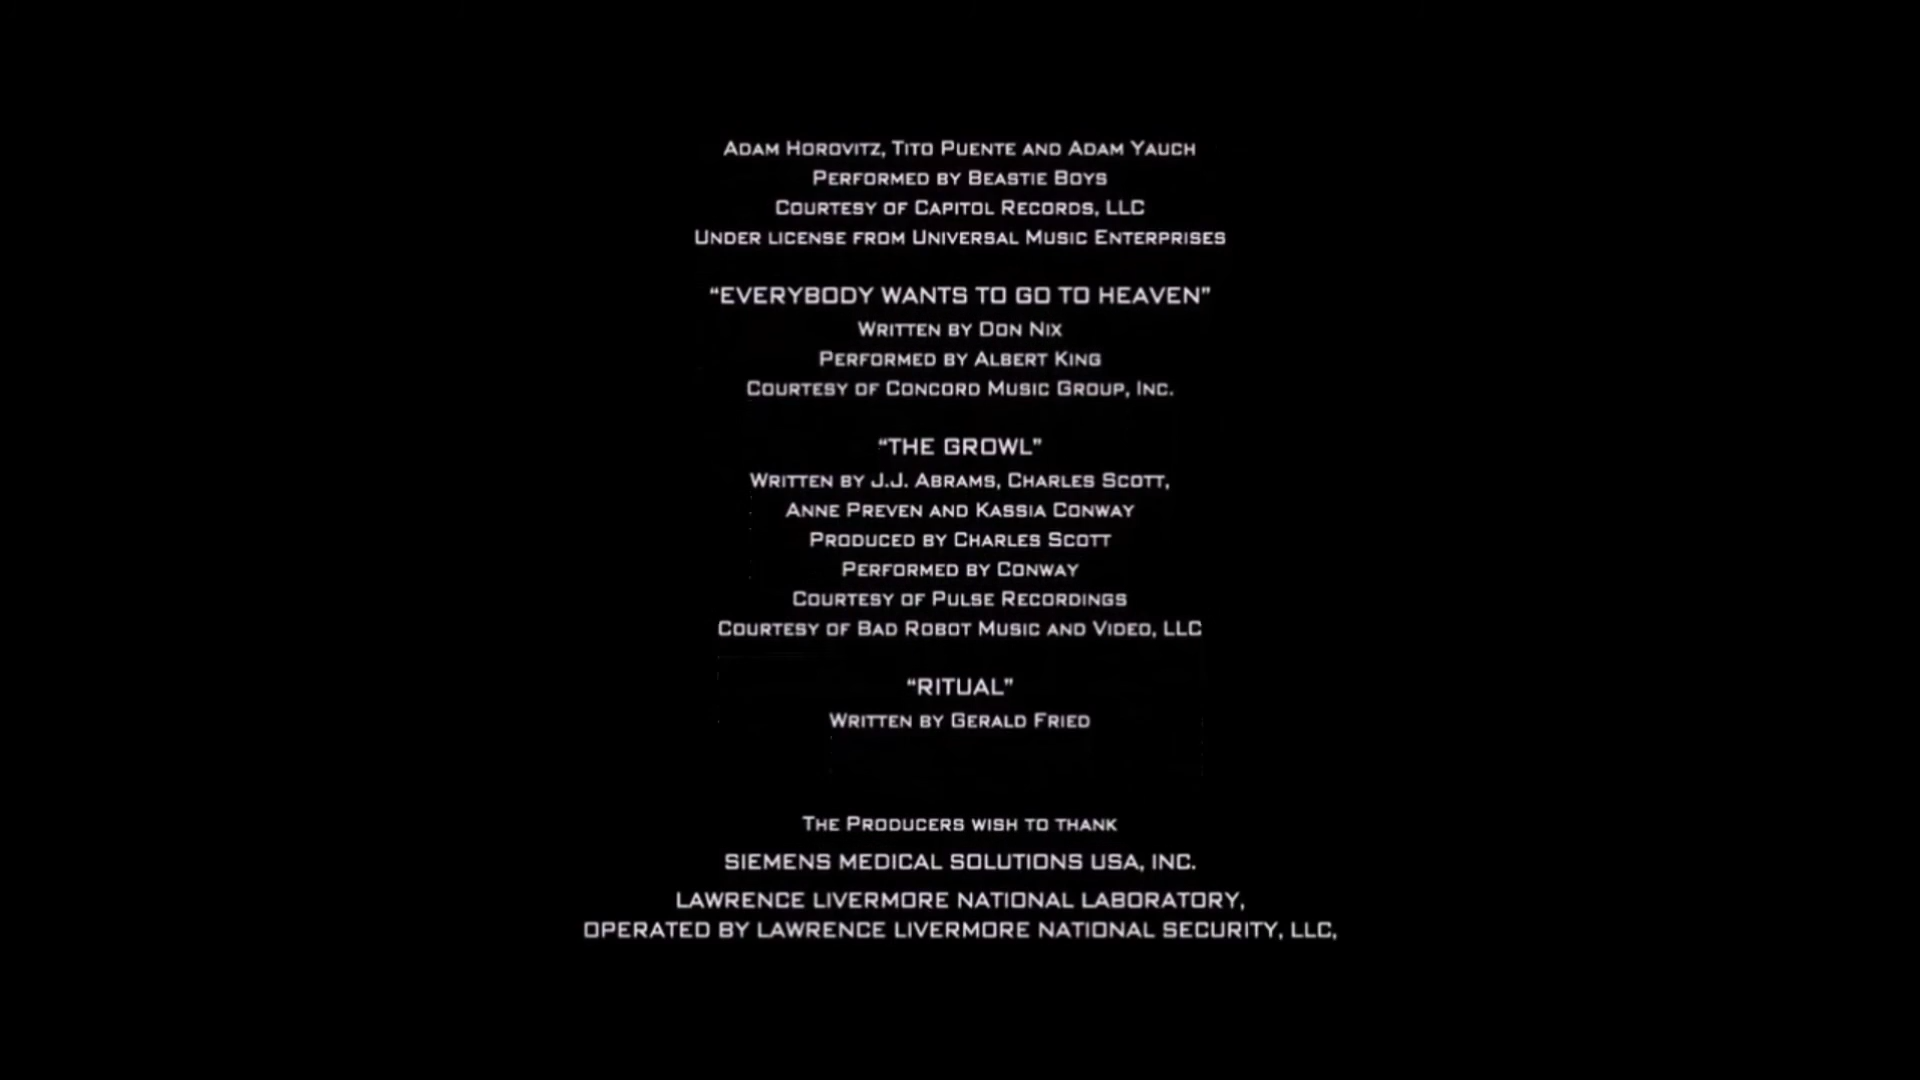 Adam Horovitz, Tito Puente and Adam Yauch
Performed by Beastie Boys
Courtesy of Capitol Records, LLC
Under license from Universal Music Enterprises
“EVERYBODY WANTS TO GO TO HEAVEN”
Written by Don Nix
Performed by Albert King
Courtesy of Concord Music Group, Inc.
“THE GROWL”
Written by J.J. Abrams, Charles Scott,
Anne Preven and Kassia Conway
Produced by Charles Scott
Performed by Conway
Courtesy of Pulse Recordings
Courtesy of Bad Robot Music and Video, LLC
“RITUAL”
Written by Gerald Fried
The Producers wish to thank
SIEMENS MEDICAL SOLUTIONS USA, INC.
LAWRENCE LIVERMORE NATIONAL LABORATORY,
OPERATED BY LAWRENCE LIVERMORE NATIONAL SECURITY, LLC,